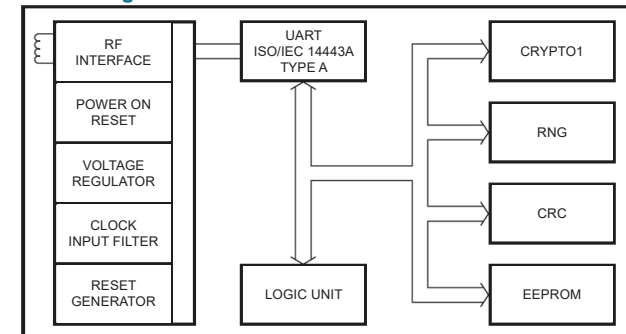 RF
INTERFACE
POWER ON
RESET
VOLTAGE
REGULATOR
CLOCK
INPUT FILTER
RESET
GENERATOR
UART
ISO/IEC 14443A
TYPE A
LOGIC UNIT
CRYPTO1
RNG
CRC
EEPROM